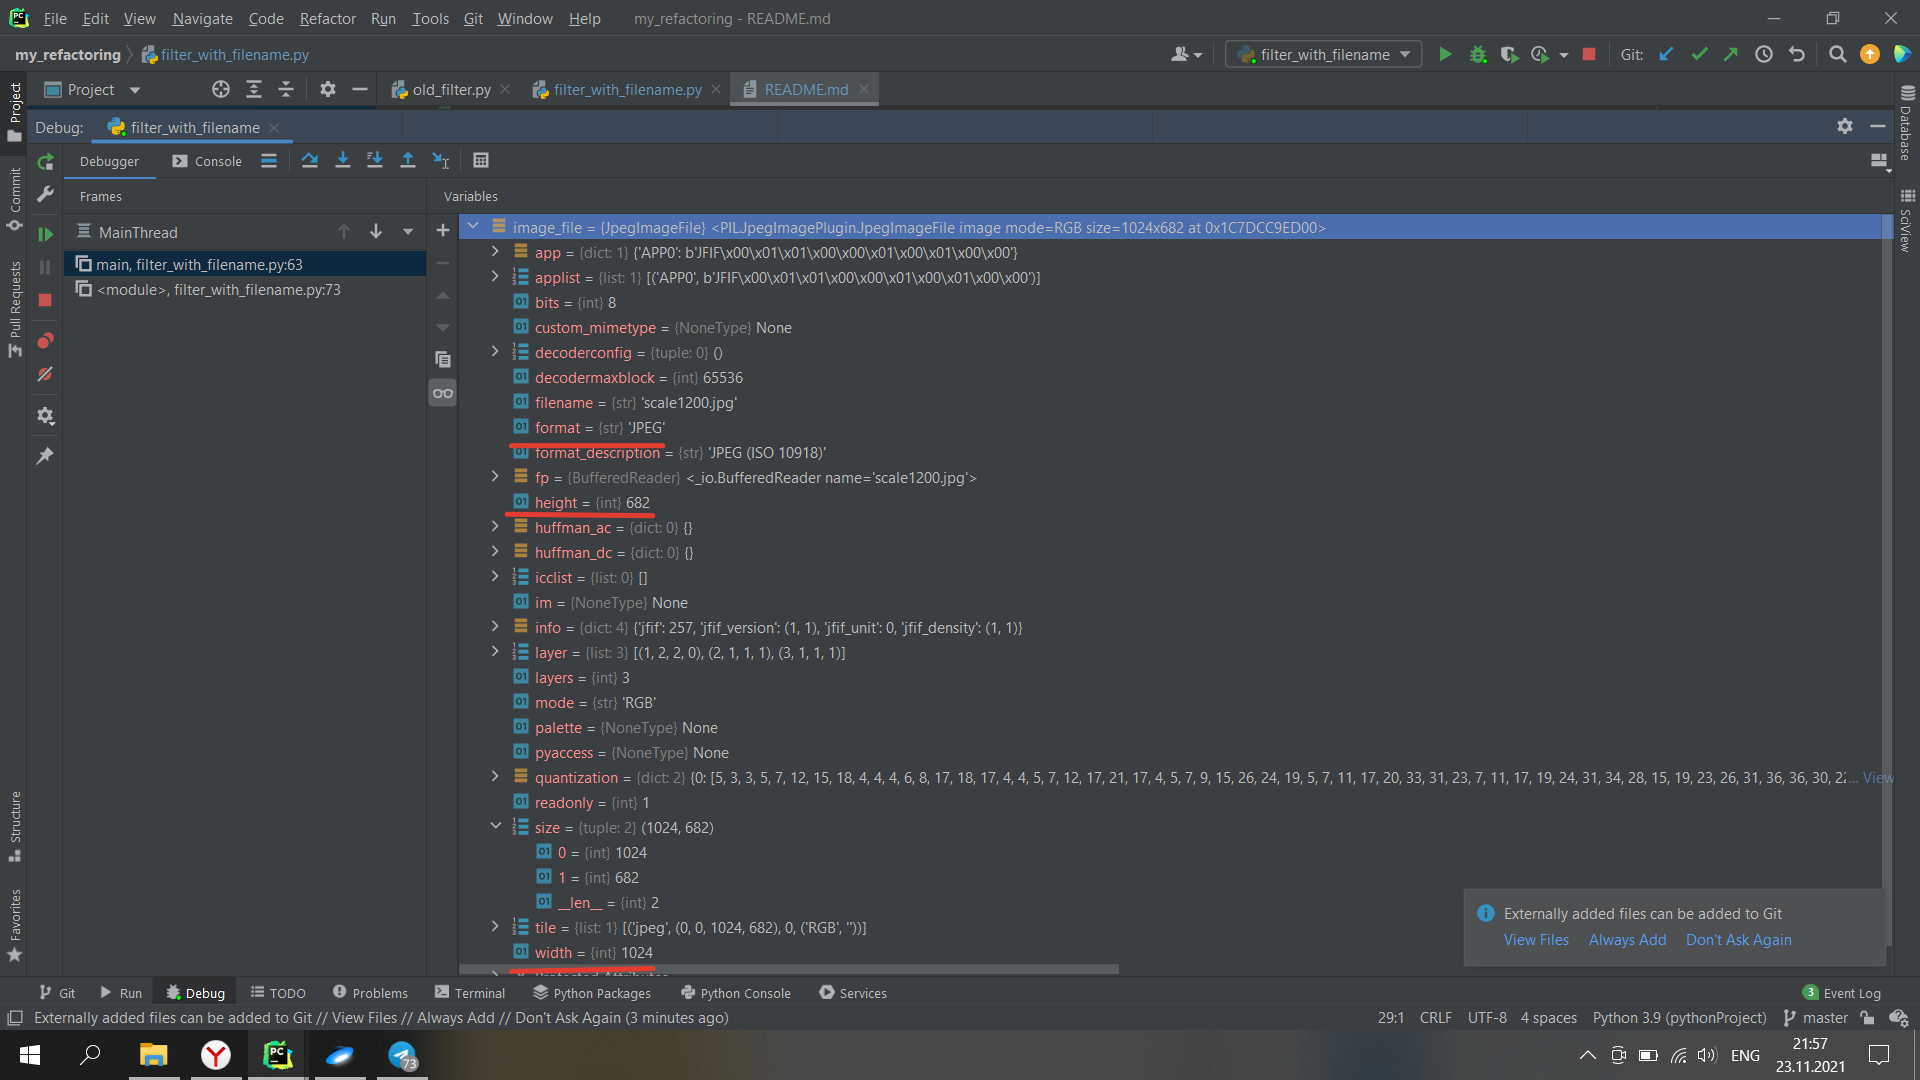 File Edit View Navigate Code Refactor Run Tools Git Window Help my_refactoring - README.md
my_refactoring filter_with_filename.py filter_with_filename Git:
Project old_filter.py filter_with_filename.py README.md
Debug: filter_with_filename
Debugger Console
Frames Variables
MainThread
main, filter_with_filename.py:63
<module>, filter_with_filename.py:73
image_file = {JpegImageFile} <PIL.JpegImagePlugin.JpegImageFile image mode=RGB size=1024x682 at 0x1C7DCC9ED00>
app = {dict: 1} {'APP0': b'JFIF\x00\x01\x01\x00\x00\x01\x00\x01\x00\x00'}
applist = {list: 1} [('APP0', b'JFIF\x00\x01\x01\x00\x00\x01\x00\x01\x00\x00')]
bits = {int} 8
custom_mimetype = {NoneType} None
decoderconfig = {tuple: 0} ()
decodermaxblock = {int} 65536
filename = {str} 'scale1200.jpg'
format = {str} 'JPEG'
format_description = {str} 'JPEG (ISO 10918)'
fp = {BufferedReader} <_io.BufferedReader name='scale1200.jpg'>
height = {int} 682
huffman_ac = {dict: 0} {}
huffman_dc = {dict: 0} {}
icclist = {list: 0} []
im = {NoneType} None
info = {dict: 4} {'jfif': 257, 'jfif_version': (1, 1), 'jfif_unit': 0, 'jfif_density': (1, 1)}
layer = {list: 3} [(1, 2, 2, 0), (2, 1, 1, 1), (3, 1, 1, 1)]
layers = {int} 3
mode = {str} 'RGB'
palette = {NoneType} None
pyaccess = {NoneType} None
quantization = {dict: 2} {0: [5, 3, 3, 5, 7, 12, 15, 18, 4, 4, 4, 6, 8, 17, 18, 17, 4, 4, 5, 7, 12, 17, 21, 17, 4, 5, 7, 9, 15, 26, 24, 19, 5, 7, 11, 17, 20, 33, 31, 23, 7, 11, 17, 19, 24, 31, 34, 28, 15, 19, 23, 26, 31, 36, 36, 30, 22... View
readonly = {int} 1
size = {tuple: 2} (1024, 682)
0 = {int} 1024
1 = {int} 682
__len__ = {int} 2
tile = {list: 1} [('jpeg', (0, 0, 1024, 682), 0, ('RGB', ''))]
width = {int} 1024
Protected Attributes
Project
Commit
Pull Requests
Structure
Favorites
Database
SciView
Externally added files can be added to Git
View Files Always Add Don't Ask Again
Git Run Debug TODO Problems Terminal Python Packages Python Console Services 3 Event Log
Externally added files can be added to Git // View Files // Always Add // Don't Ask Again (3 minutes ago) 29:1 CRLF UTF-8 4 spaces Python 3.9 (pythonProject) master
73 ENG 21:57
23.11.2021